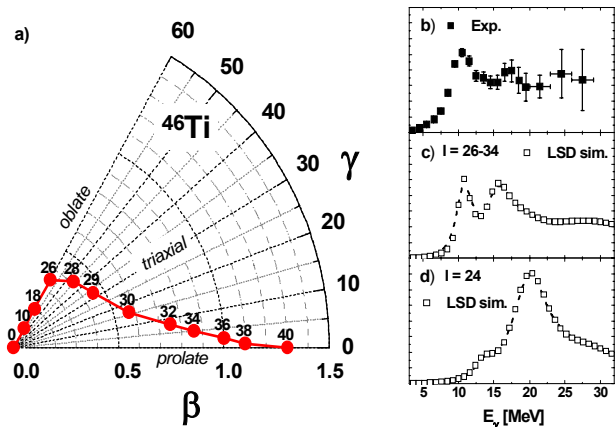 a)
60
50
40
30
20
10
0
γ
⁴⁶Ti
oblate
triaxial
prolate
26 28 29
18
10
0
30
32
34
36
38
40
0.0 0.5 1.0 1.5
β
b) Exp.
c) I = 26-34 LSD sim.
d) I = 24
LSD sim.
5 10 15 20 25 30
Eγ [MeV]